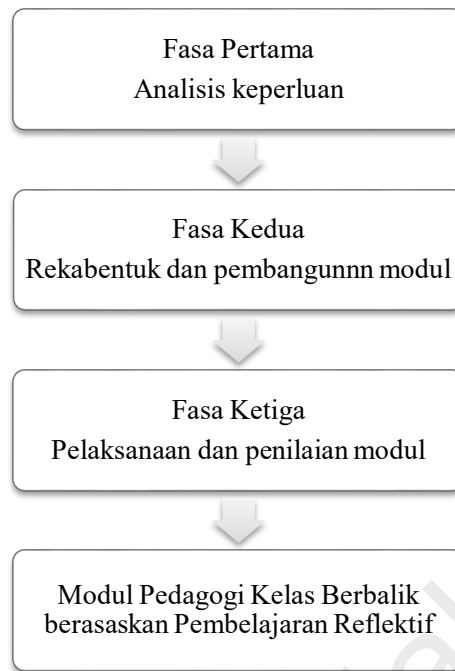 Fasa Pertama
Analisis keperluan
Fasa Kedua
Rekabentuk dan pembangunnn modul
Fasa Ketiga
Pelaksanaan dan penilaian modul
Modul Pedagogi Kelas Berbalik
berasaskan Pembelajaran Reflektif